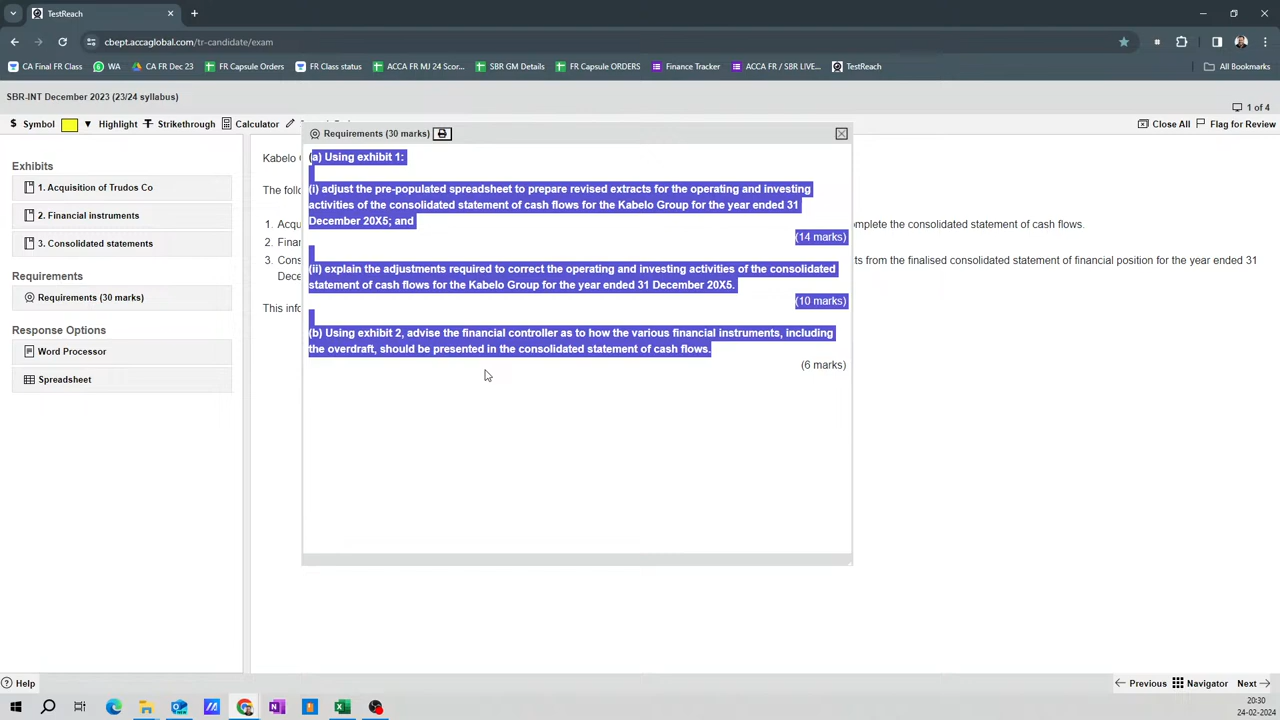 TestReach
cbept.accaglobal.com/tr-candidate/exam
CA Final FR Class
WA
CA FR Dec 23
FR Capsule Orders
FR Class status
ACCA FR MJ 24 Scor...
SBR GM Details
FR Capsule ORDERS
Finance Tracker
ACCA FR / SBR LIVE...
TestReach
All Bookmarks
SBR-INT December 2023 (23/24 syllabus)
1 of 4
$ Symbol
Highlight
Strikethrough
Calculator
Close All
Flag for Review
Exhibits
1. Acquisition of Trudos Co
2. Financial instruments
3. Consolidated statements
Requirements
Requirements (30 marks)
Response Options
Word Processor
Spreadsheet
Kabelo
The
1. Acqu
mplete the consolidated statement of cash flows.
2. Finan
3. Cons
ts from the finalised consolidated statement of financial position for the year ended 31
Dece
This info
Requirements (30 marks)
(a) Using exhibit 1:
(i) adjust the pre-populated spreadsheet to prepare revised extracts for the operating and investing
activities of the consolidated statement of cash flows for the Kabelo Group for the year ended 31
December 20X5; and
(14 marks)
(ii) explain the adjustments required to correct the operating and investing activities of the consolidated
statement of cash flows for the Kabelo Group for the year ended 31 December 20X5.
(10 marks)
(b) Using exhibit 2, advise the financial controller as to how the various financial instruments, including
the overdraft, should be presented in the consolidated statement of cash flows.
(6 marks)
Help
Previous
Navigator
Next
20:30
24-02-2024